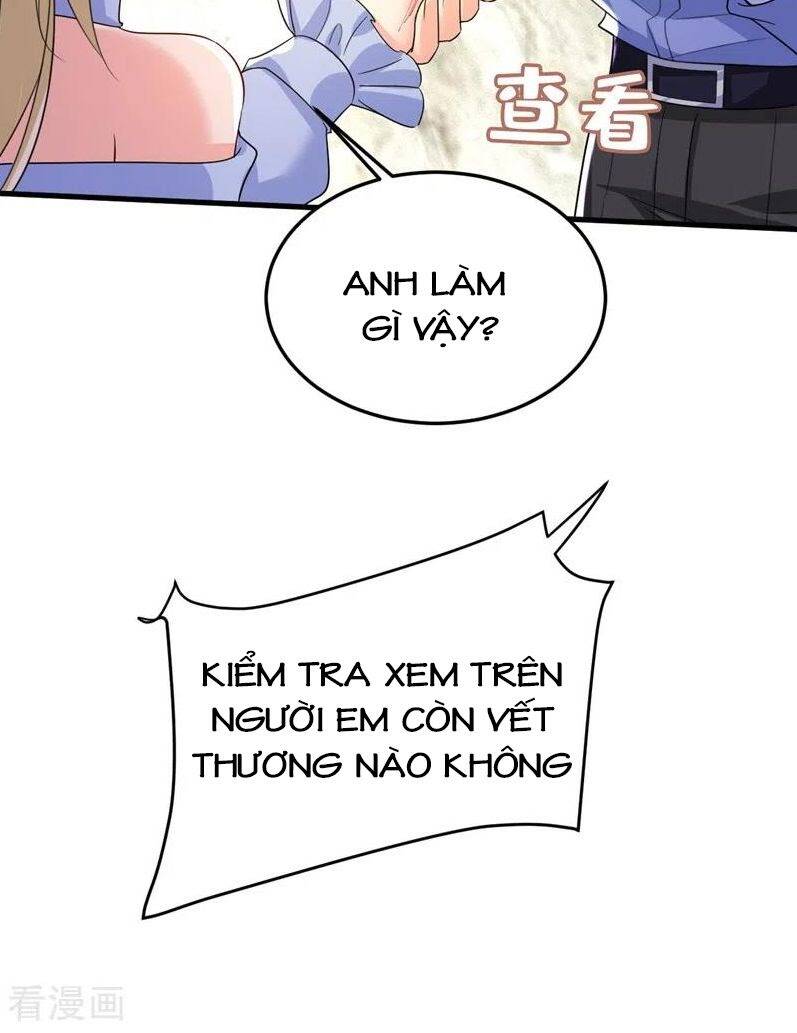 查看
ANH LÀM
GÌ VẬY?
KIỂM TRA XEM TRÊN
NGƯỜI EM CÒN VẾT
THƯƠNG NÀO KHÔNG
看漫画